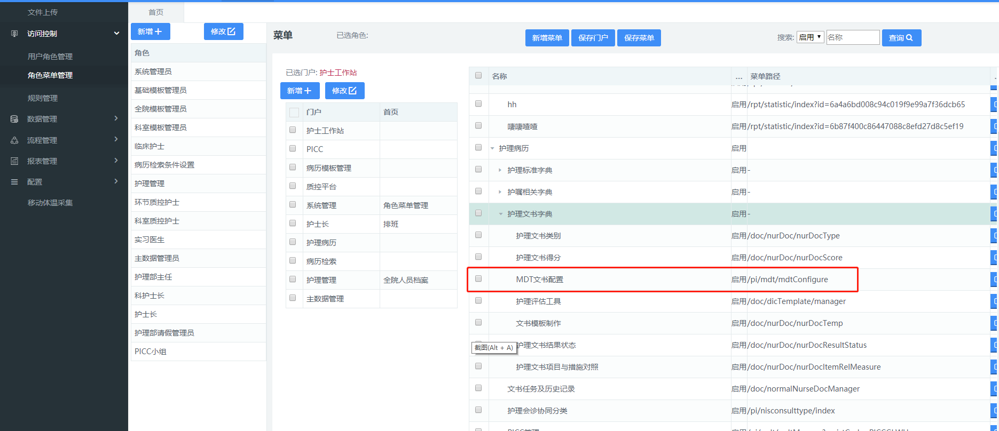 文件上传
访问控制
用户角色管理
角色菜单管理
规则管理
数据管理
流程管理
报表管理
配置
移动体温采集
首页
新增
修改
角色
系统管理员
基础模板管理员
全院模板管理员
科室模板管理员
临床护士
病历检索条件设置
护理管理
环节质控护士
科室质控护士
实习医生
主数据管理员
护理部主任
科护士长
护士长
护理部请假管理员
PICC小组
菜单
已选角色:
新增菜单
保存门户
保存菜单
搜索:
启用
名称
查询
已选门户: 护士工作站
新增
修改
门户 首页
护士工作站
PICC
病历模板管理
质控平台
系统管理 角色菜单管理
护士长 排班
护理病历
病历检索
护理管理 全院人员档案
主数据管理
名称 ... 菜单路径
hh 启用 /rpt/statistic/index?id=6a4a6bd008c94c019f9e99a7f36dcb65
啛啛喳喳 启用 /rpt/statistic/index?id=6b87f400c86447088c8efd27d8c5ef19
护理病历 启用
护理标准字典 启用 -
护嘱相关字典 启用 -
护理文书字典 启用 -
护理文书类别 启用 /doc/nurDoc/nurDocType
护理文书得分 启用 /doc/nurDoc/nurDocScore
MDT文书配置 启用 /pi/mdt/mdtConfigure
护理评估工具 启用 /doc/dicTemplate/manager
文书模板制作 启用 /doc/nurDoc/nurDocTemp
截图(Alt + A)
护理文书结果状态 启用 /doc/nurDoc/nurDocResultStatus
护理文书项目与措施对照 启用 /doc/nurDoc/nurDocItemRelMeasure
文书任务及历史记录 启用 /doc/normalNurseDocManager
护理会诊协同分类 启用 /pi/nisconsulttype/index